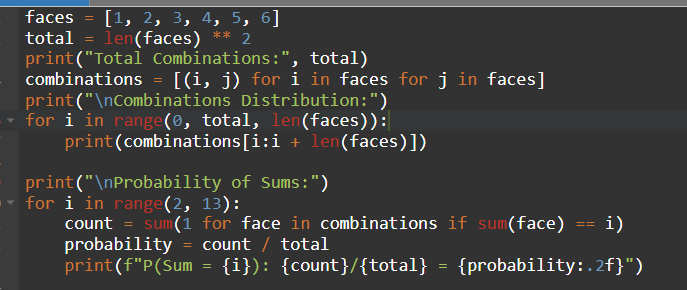 faces = [1, 2, 3, 4, 5, 6]
total = len(faces) ** 2
print("Total Combinations:", total)
combinations = [(i, j) for i in faces for j in faces]
print("\nCombinations Distribution:")
for i in range(0, total, len(faces)):
    print(combinations[i:i + len(faces)])

print("\nProbability of Sums:")
for i in range(2, 13):
    count = sum(1 for face in combinations if sum(face) == i)
    probability = count / total
    print(f"P(Sum = {i}): {count}/{total} = {probability:.2f}")